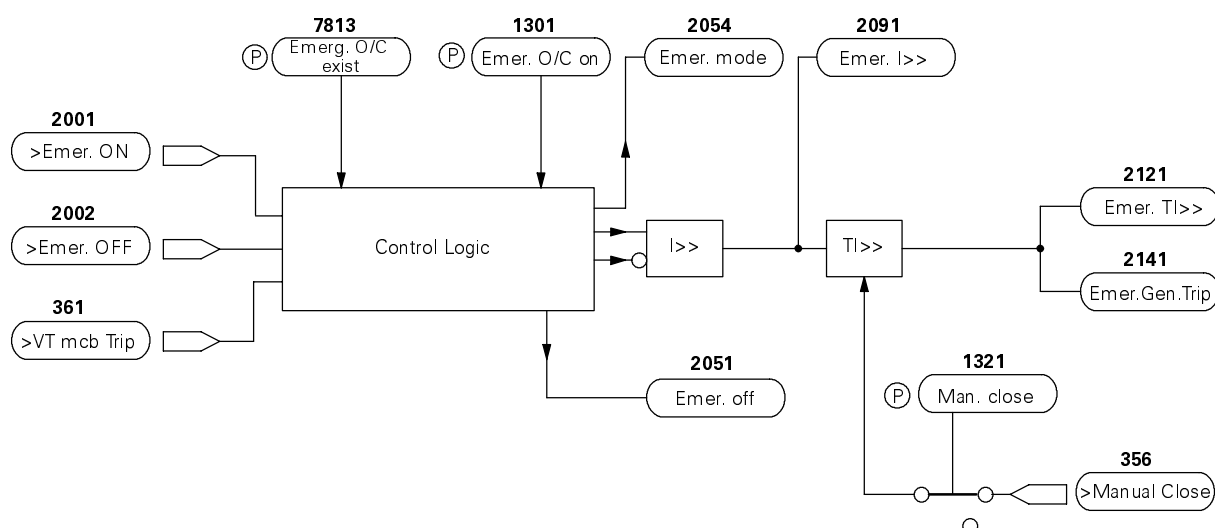 7813
P
Emerg. O/C
exist
1301
P
Emer. O/C on
2054
Emer. mode
2091
Emer. I>>
2001
>Emer. ON
2002
>Emer. OFF
361
>VT mcb Trip
Control Logic
I>>
TI>>
2121
Emer. TI>>
2141
Emer.Gen.Trip
2051
Emer. off
1321
P
Man. close
356
>Manual Close